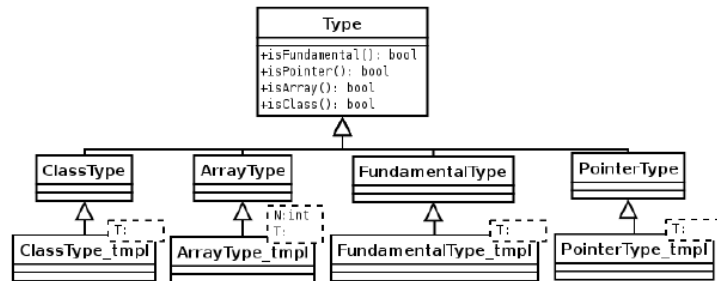 Type
+isFundamental(): bool
+isPointer(): bool
+isArray(): bool
+isClass(): bool
ClassType
ArrayType
FundamentalType
PointerType
T:
N:int
T:
T:
T:
ClassType_tmpl
ArrayType_tmpl
FundamentalType_tmpl
PointerType_tmpl